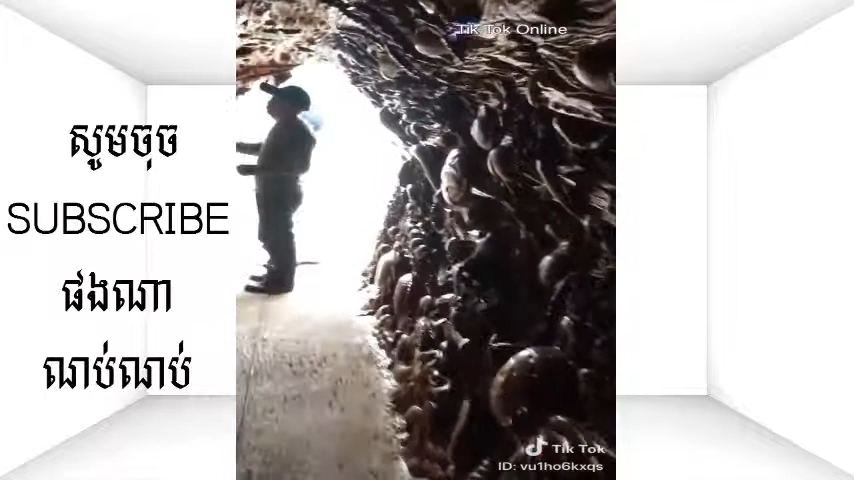 សូមចុច
SUBSCRIBE
ផងណា
ណប់ណប់
Tik Tok Online
Tik Tok
ID: vu1ho6kxqs